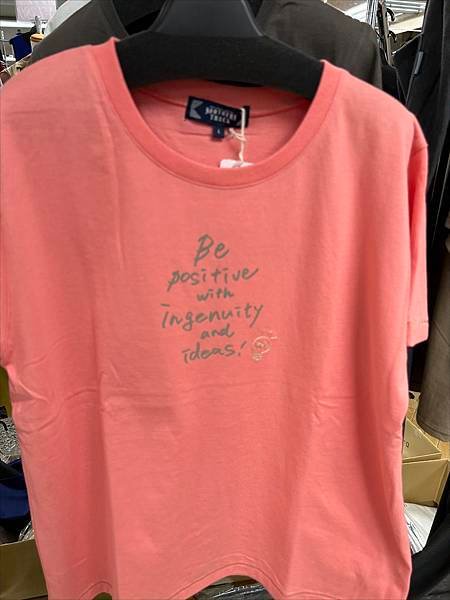 L
Be
positive
with
ingenuity
and
ideas!